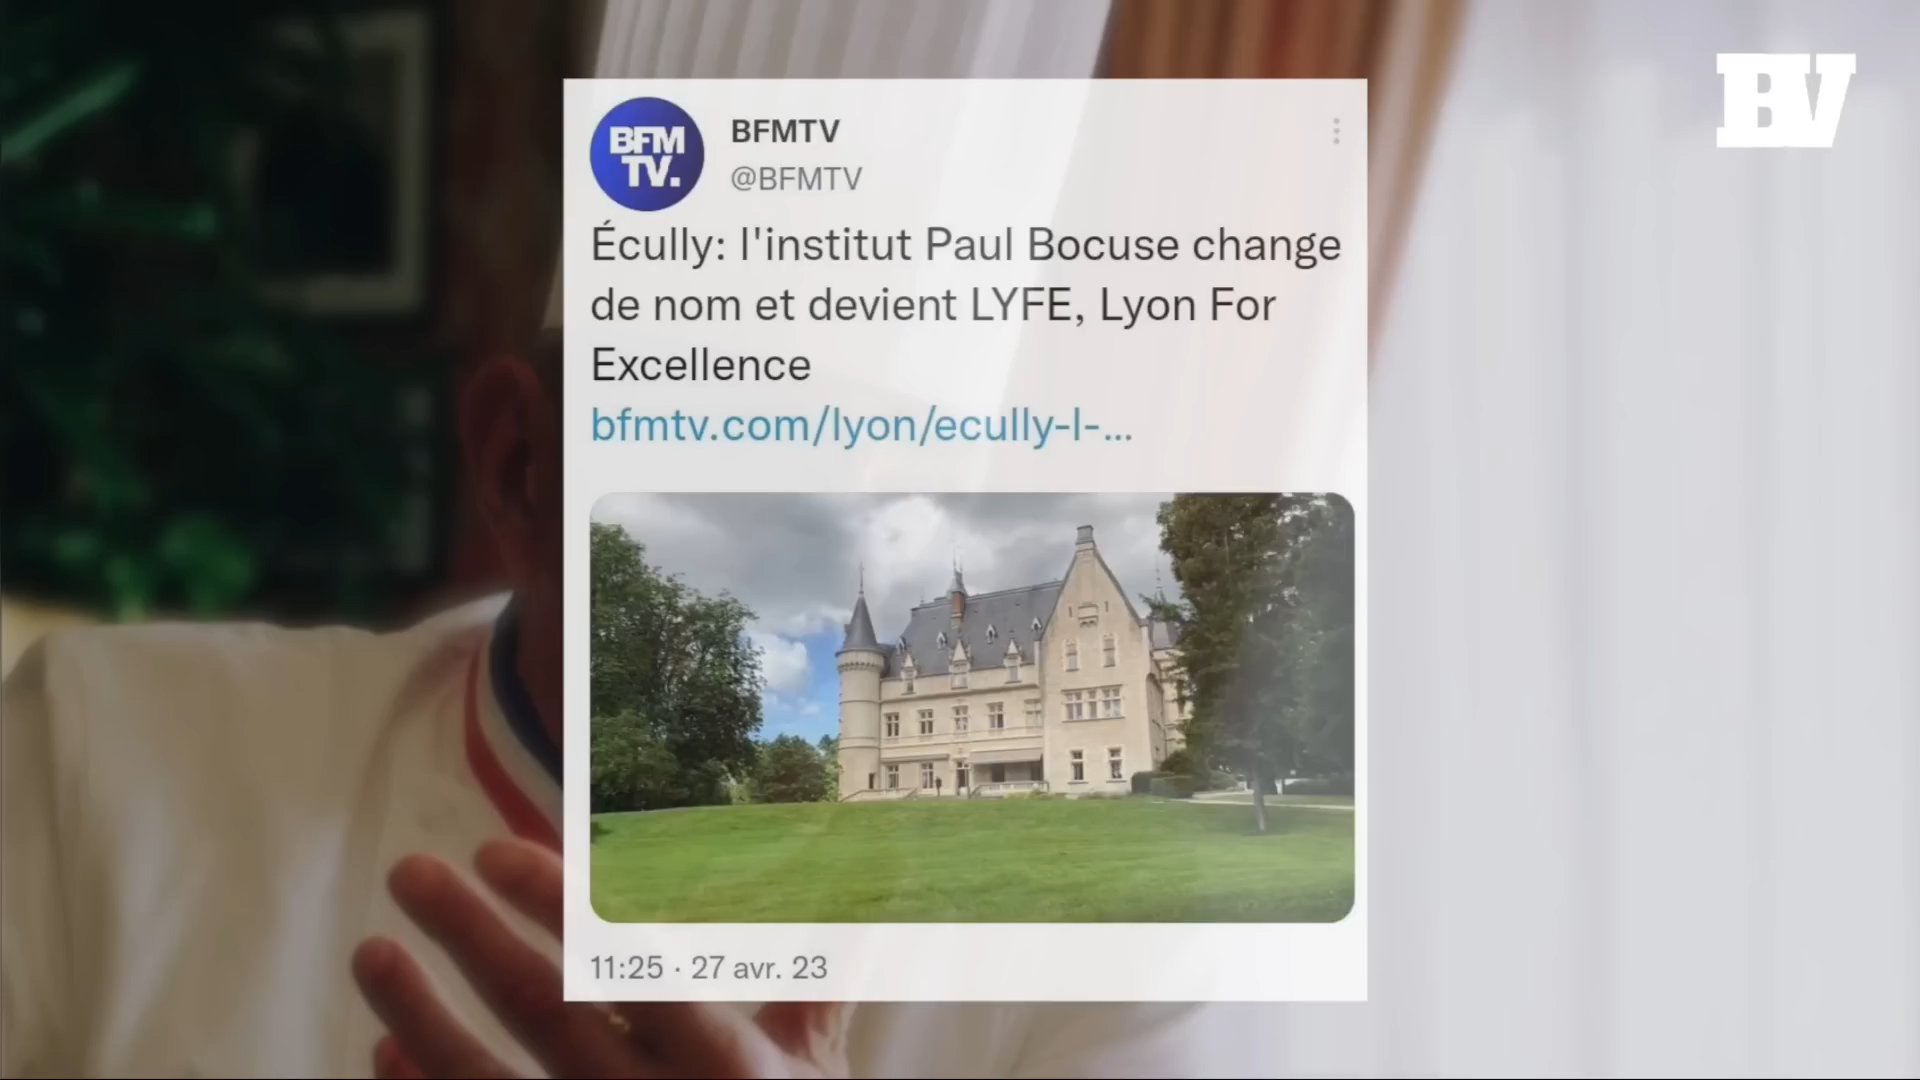 BV
BFM
TV.
BFMTV
@BFMTV
Écully: l'institut Paul Bocuse change
de nom et devient LYFE, Lyon For
Excellence
bfmtv.com/lyon/ecully-l-...
11:25 · 27 avr. 23